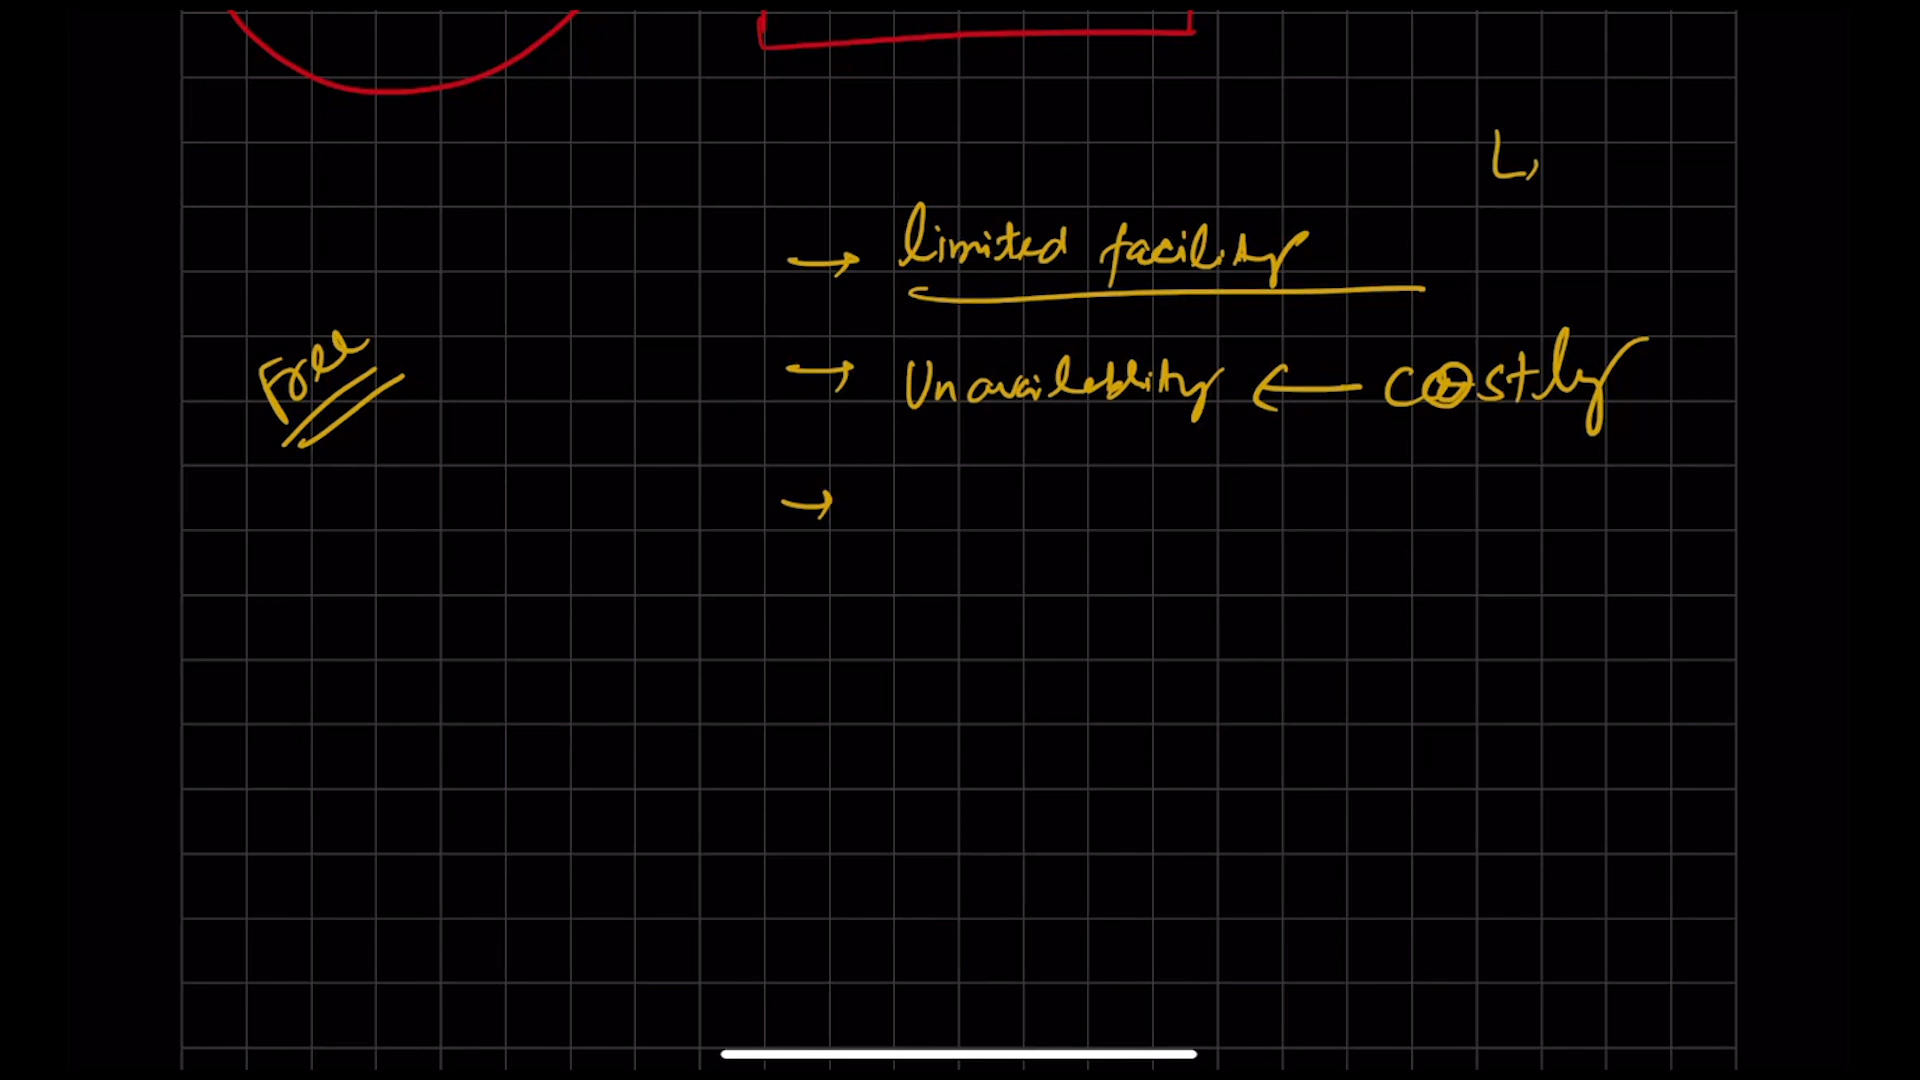 L,
→ limited facility
Free
→ Unavailability ← costly
→